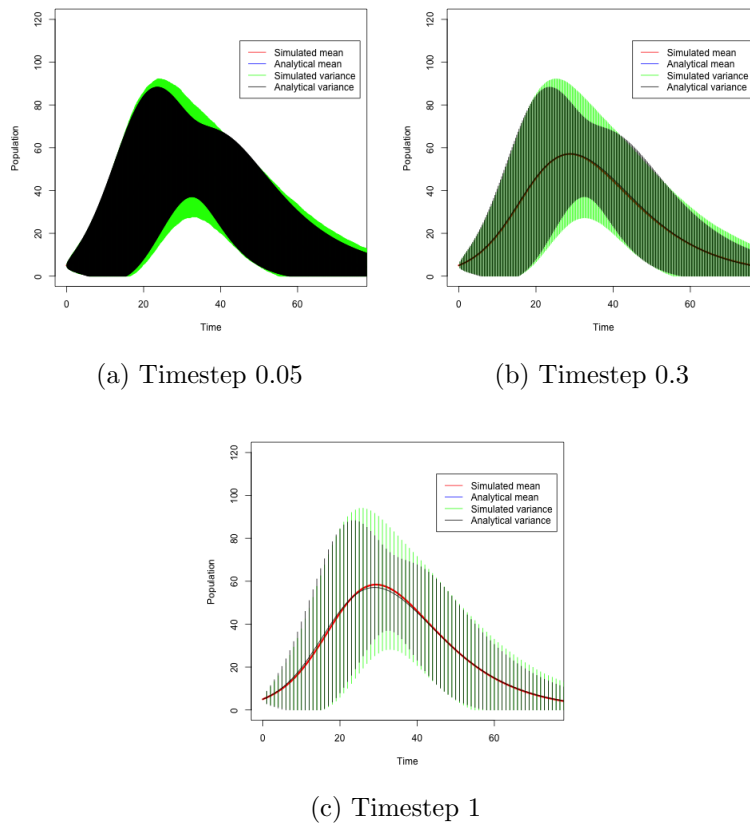 120
100
80
60
40
20
0
Population
0 20 40 60
Time
Simulated mean
Analytical mean
Simulated variance
Analytical variance
(a) Timestep 0.05
120
100
80
60
40
20
0
Population
0 20 40 60
Time
Simulated mean
Analytical mean
Simulated variance
Analytical variance
(b) Timestep 0.3
120
100
80
60
40
20
0
Population
0 20 40 60
Time
Simulated mean
Analytical mean
Simulated variance
Analytical variance
(c) Timestep 1